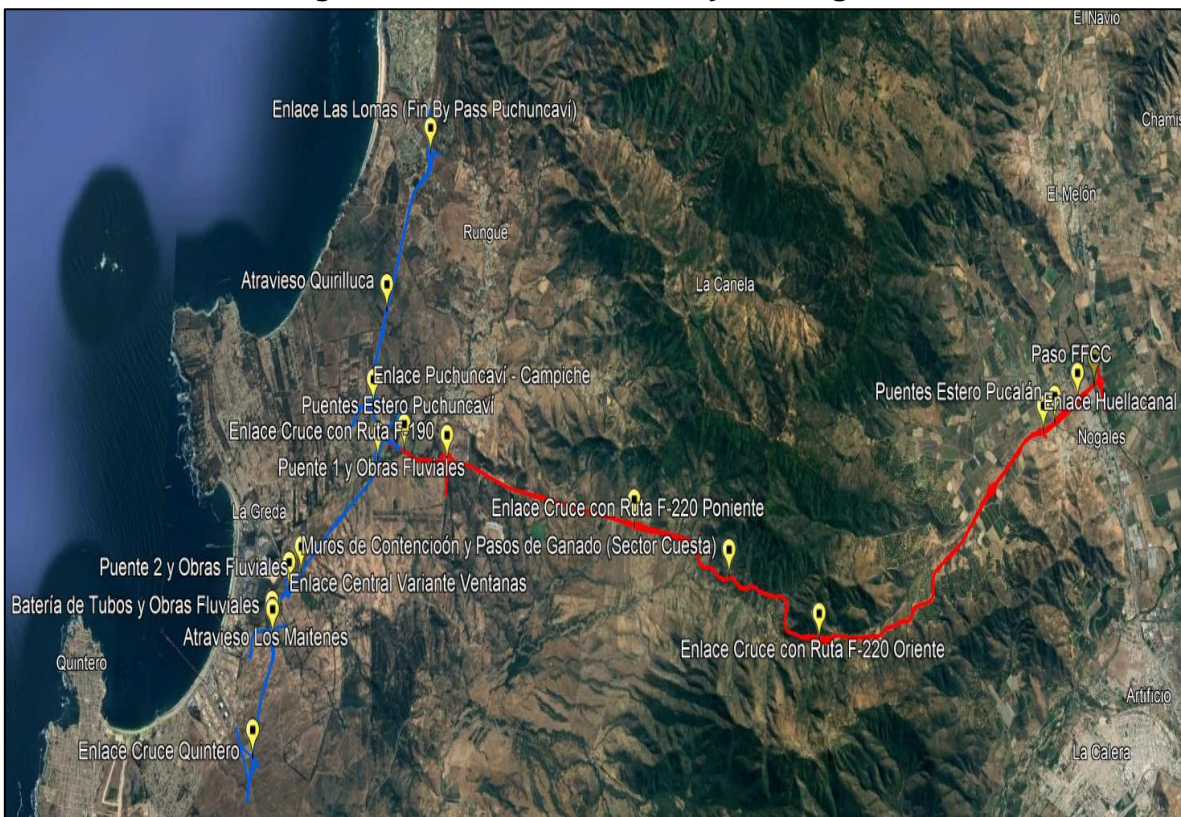 El Navio
Enlace Las Lomas (Fin By Pass Puchuncaví)
El Melón
Rungue
Atravieso Quirilluca
La Canela
Paso FFCC
Enlace Puchuncaví - Campiche
Puentes Estero Pucalán
Enlace Huellacanal
Puentes Estero Puchuncaví
Enlace Cruce con Ruta F-190
Nogales
Puente 1 y Obras Fluviales
Enlace Cruce con Ruta F-220 Poniente
La Greda
Muros de Contencioón y Pasos de Ganado (Sector Cuesta)
Puente 2 y Obras Fluviales
Enlace Central Variante Ventanas
Batería de Tubos y Obras Fluviales
Atravieso Los Maitenes
Enlace Cruce con Ruta F-220 Oriente
Quintero
Artificio
Enlace Cruce Quintero
La Calera